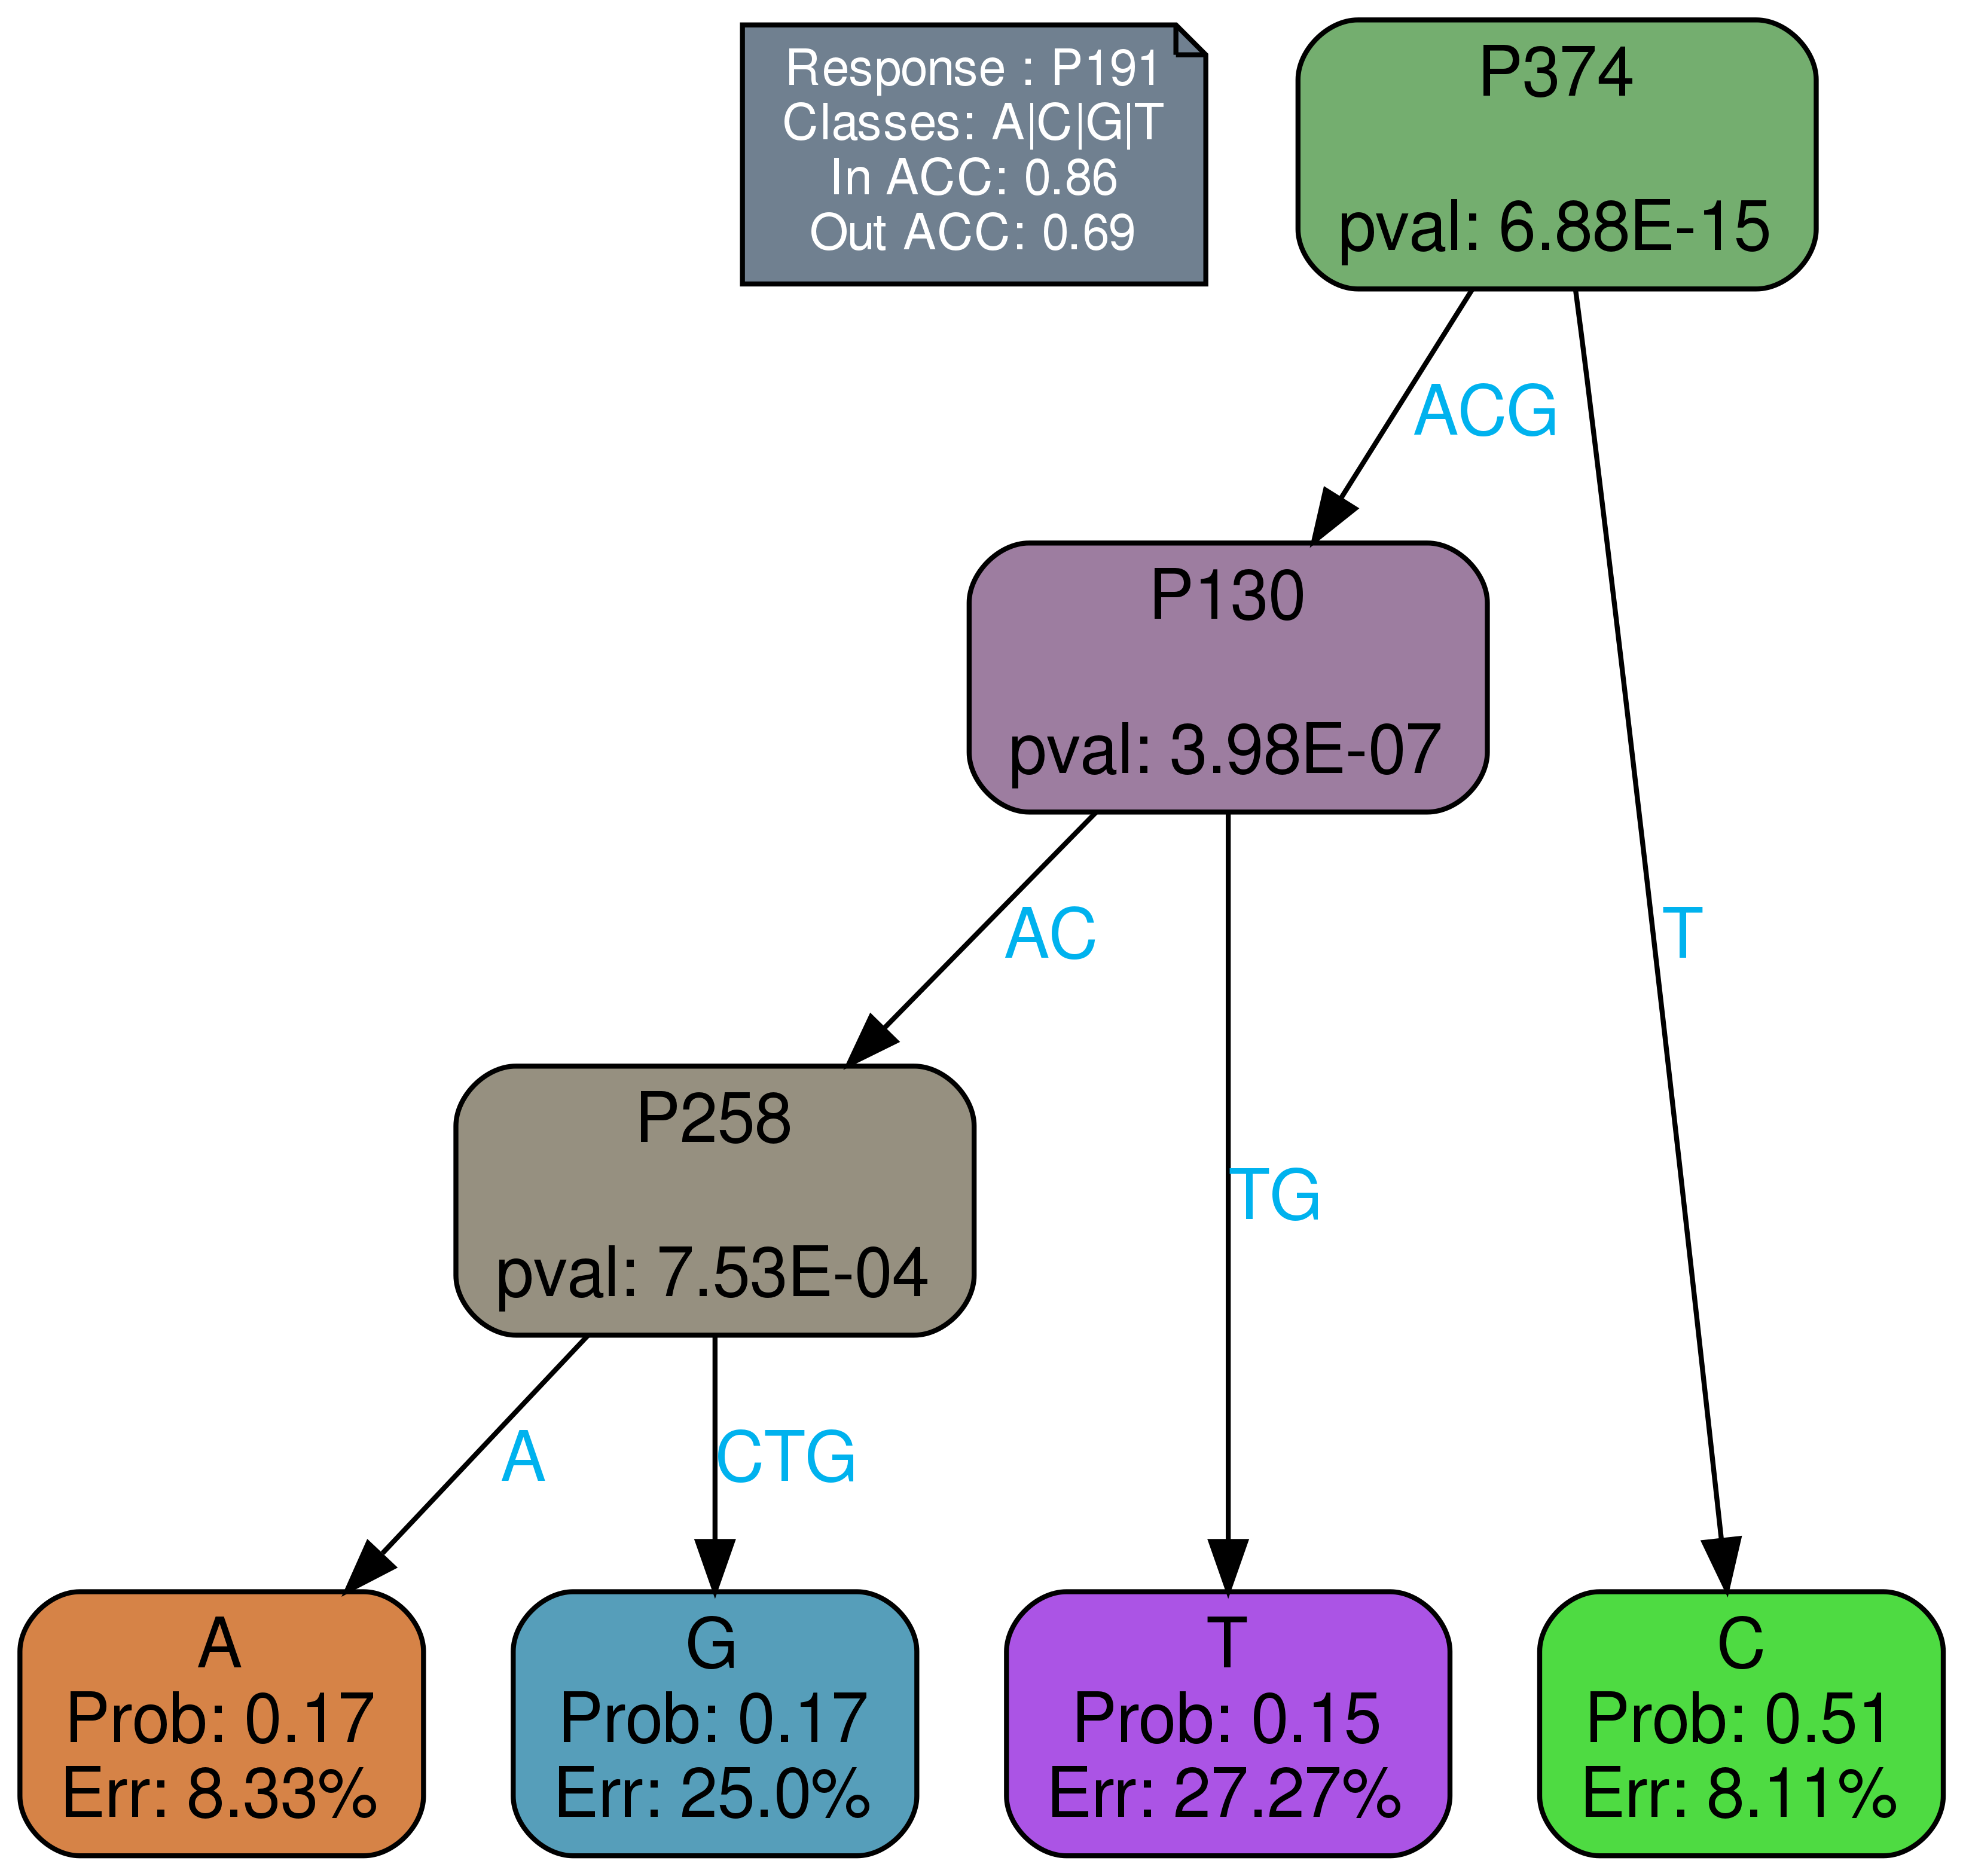 Response : P191
Classes: A|C|G|T
In ACC: 0.86
Out ACC: 0.69
P374
pval: 6.88E-15
ACG
P130
pval: 3.98E-07
AC
T
P258
pval: 7.53E-04
TG
A
CTG
A
Prob: 0.17
Err: 8.33%
G
Prob: 0.17
Err: 25.0%
T
Prob: 0.15
Err: 27.27%
C
Prob: 0.51
Err: 8.11%